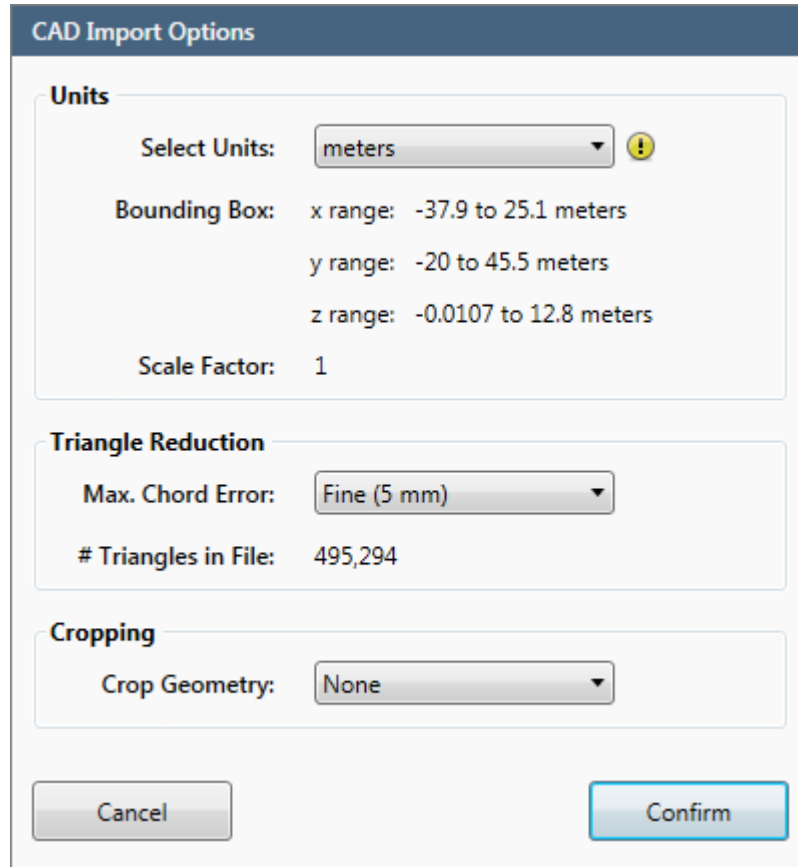 CAD Import Options
Units
Select Units: meters
Bounding Box: x range: -37.9 to 25.1 meters
y range: -20 to 45.5 meters
z range: -0.0107 to 12.8 meters
Scale Factor: 1
Triangle Reduction
Max. Chord Error: Fine (5 mm)
# Triangles in File: 495,294
Cropping
Crop Geometry: None
Cancel Confirm